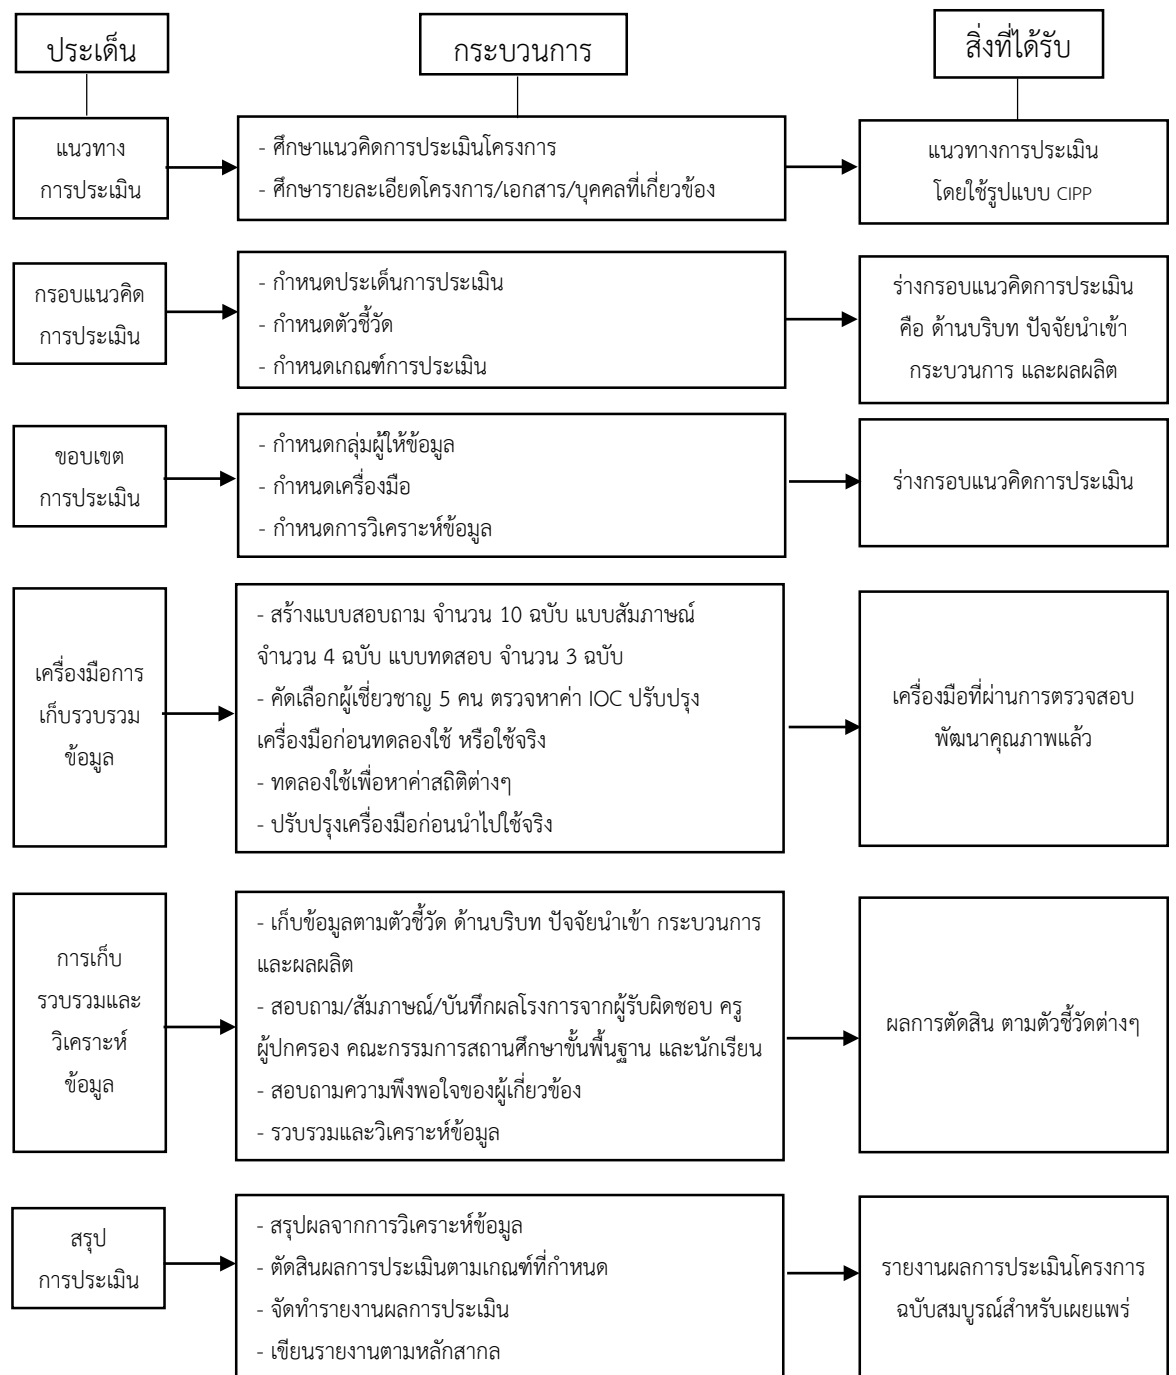 ประเด็น
กระบวนการ
สิ่งที่ได้รับ
แนวทาง
การประเมิน
- ศึกษาแนวคิดการประเมินโครงการ
- ศึกษารายละเอียดโครงการ/เอกสาร/บุคคลที่เกี่ยวข้อง
แนวทางการประเมิน
โดยใช้รูปแบบ CIPP
กรอบแนวคิด
การประเมิน
- กำหนดประเด็นการประเมิน
- กำหนดตัวชี้วัด
- กำหนดเกณฑ์การประเมิน
ร่างกรอบแนวคิดการประเมิน
คือ ด้านบริบท ปัจจัยนำเข้า
กระบวนการ และผลผลิต
ขอบเขต
การประเมิน
- กำหนดกลุ่มผู้ให้ข้อมูล
- กำหนดเครื่องมือ
- กำหนดการวิเคราะห์ข้อมูล
ร่างกรอบแนวคิดการประเมิน
เครื่องมือการ
เก็บรวบรวม
ข้อมูล
- สร้างแบบสอบถาม จำนวน 10 ฉบับ แบบสัมภาษณ์
จำนวน 4 ฉบับ แบบทดสอบ จำนวน 3 ฉบับ
- คัดเลือกผู้เชี่ยวชาญ 5 คน ตรวจหาค่า IOC ปรับปรุง
เครื่องมือก่อนทดลองใช้ หรือใช้จริง
- ทดลองใช้เพื่อหาค่าสถิติต่างๆ
- ปรับปรุงเครื่องมือก่อนนำไปใช้จริง
เครื่องมือที่ผ่านการตรวจสอบ
พัฒนาคุณภาพแล้ว
การเก็บ
รวบรวมและ
วิเคราะห์
ข้อมูล
- เก็บข้อมูลตามตัวชี้วัด ด้านบริบท ปัจจัยนำเข้า กระบวนการ
และผลผลิต
- สอบถาม/สัมภาษณ์/บันทึกผลโรงการจากผู้รับผิดชอบ ครู
ผู้ปกครอง คณะกรรมการสถานศึกษาขั้นพื้นฐาน และนักเรียน
- สอบถามความพึงพอใจของผู้เกี่ยวข้อง
- รวบรวมและวิเคราะห์ข้อมูล
ผลการตัดสิน ตามตัวชี้วัดต่างๆ
สรุป
การประเมิน
- สรุปผลจากการวิเคราะห์ข้อมูล
- ตัดสินผลการประเมินตามเกณฑ์ที่กำหนด
- จัดทำรายงานผลการประเมิน
- เขียนรายงานตามหลักสากล
รายงานผลการประเมินโครงการ
ฉบับสมบูรณ์สำหรับเผยแพร่